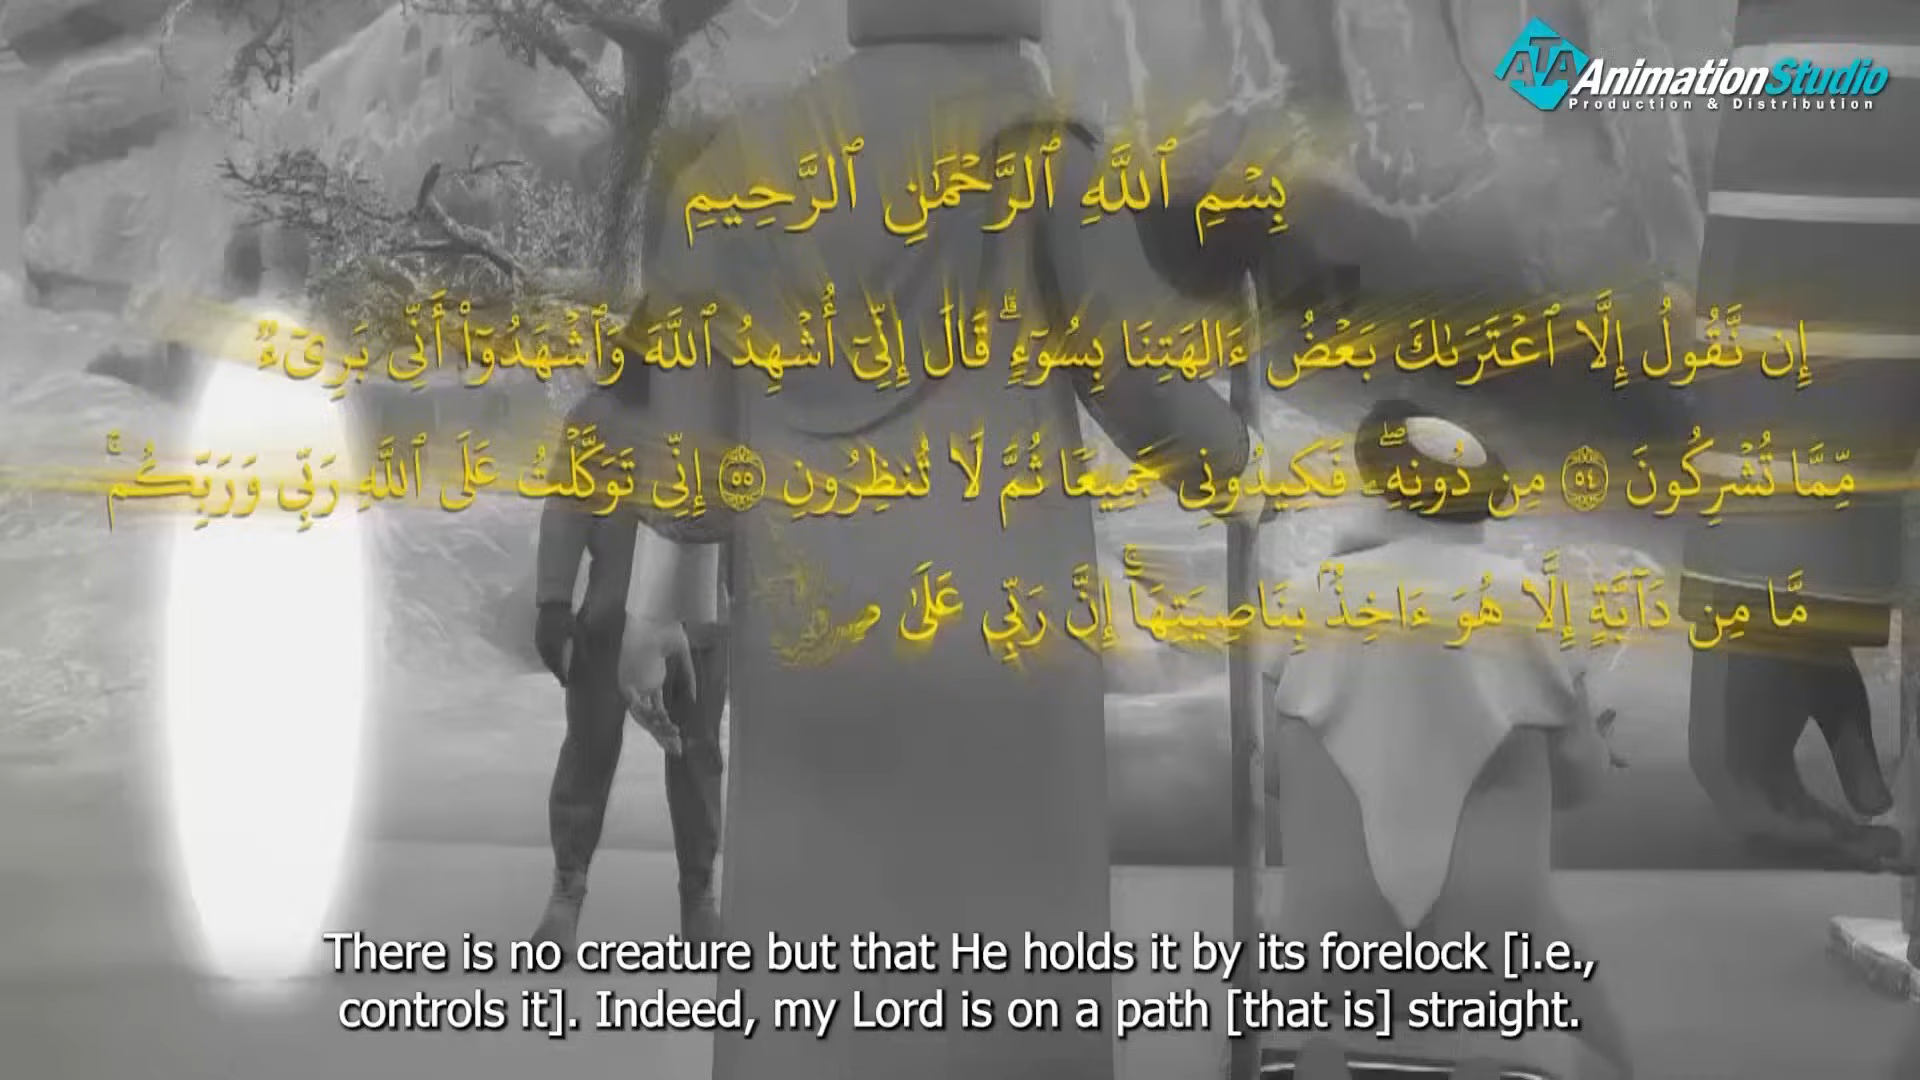 ATA AnimationStudio
Production & Distribution
بِسْمِ ٱللَّهِ ٱلرَّحْمَٰنِ ٱلرَّحِيمِ
إِن نَّقُولُ إِلَّا ٱعْتَرَىٰكَ بَعْضُ ءَالِهَتِنَا بِسُوٓءٍ ۗ قَالَ إِنِّىٓ أُشْهِدُ ٱللَّهَ وَٱشْهَدُوٓا۟ أَنِّى بَرِىٓءٌ
مِّمَّا تُشْرِكُونَ ٥٤ مِن دُونِهِۦ ۖ فَكِيدُونِى جَمِيعًا ثُمَّ لَا تُنظِرُونِ ٥٥ إِنِّى تَوَكَّلْتُ عَلَى ٱللَّهِ رَبِّى وَرَبِّكُم ۚ
مَّا مِن دَآبَّةٍ إِلَّا هُوَ ءَاخِذٌۢ بِنَاصِيَتِهَآ ۚ إِنَّ رَبِّى عَلَىٰ
There is no creature but that He holds it by its forelock [i.e.,
controls it]. Indeed, my Lord is on a path [that is] straight.